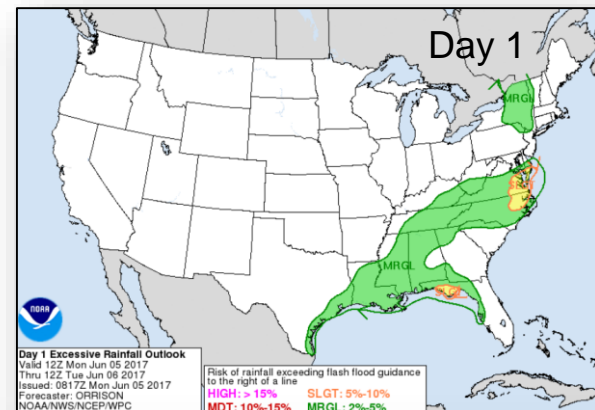 Day 1
MRGL
SLGT
MRGL
NOAA
Day 1 Excessive Rainfall Outlook
Valid 12Z Mon Jun 05 2017
Thru 12Z Tue Jun 06 2017
Issued: 0817Z Mon Jun 05 2017
Forecaster: ORRISON
NOAA/NWS/NCEP/WPC
Risk of rainfall exceeding flash flood guidance
to the right of a line
HIGH: > 15% SLGT: 5%-10%
MDT: 10%-15% MRGL: 2%-5%